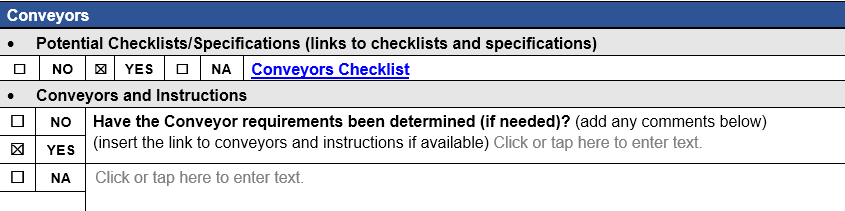 Conveyors
• Potential Checklists/Specifications (links to checklists and specifications)
☐ NO ☒ YES ☐ NA Conveyors Checklist
• Conveyors and Instructions
☐ NO Have the Conveyor requirements been determined (if needed)? (add any comments below)
☒ YES (insert the link to conveyors and instructions if available) Click or tap here to enter text.
☐ NA Click or tap here to enter text.